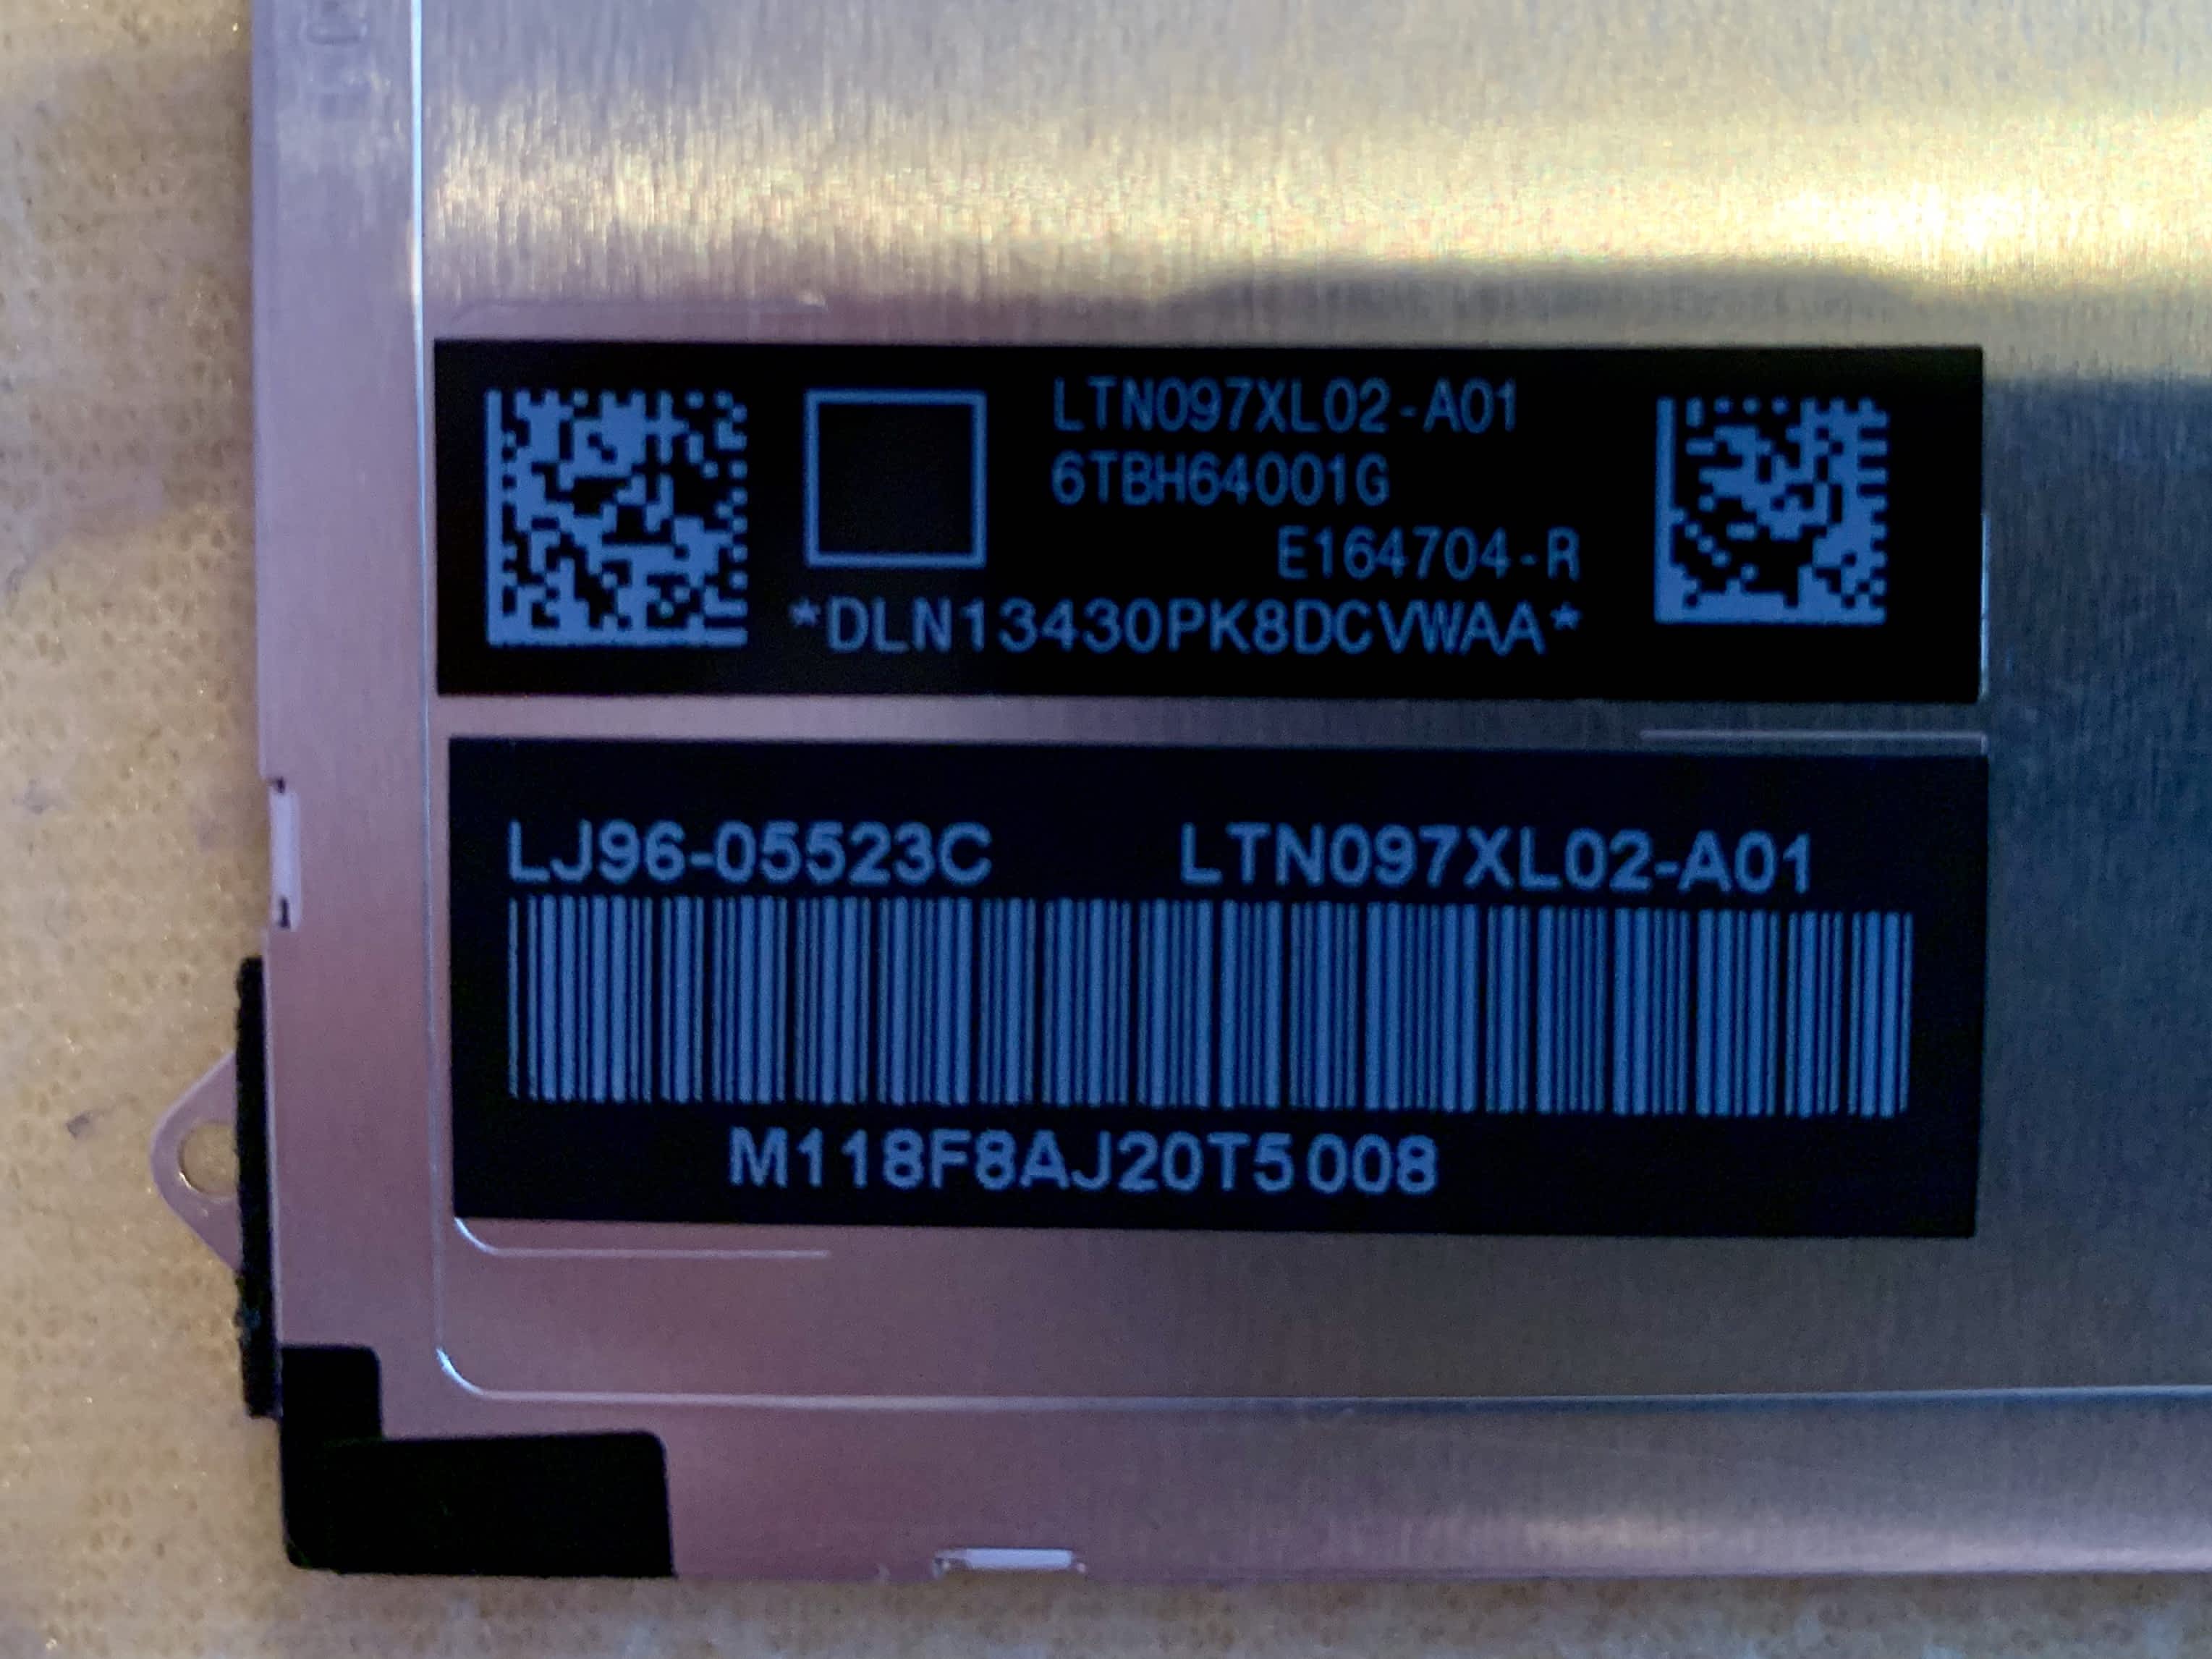 LTN097XL02-A01
6TBH64001G
E164704-R
*DLN13430PK8DCVWAA*
LJ96-05523C LTN097XL02-A01
M118F8AJ20T5008